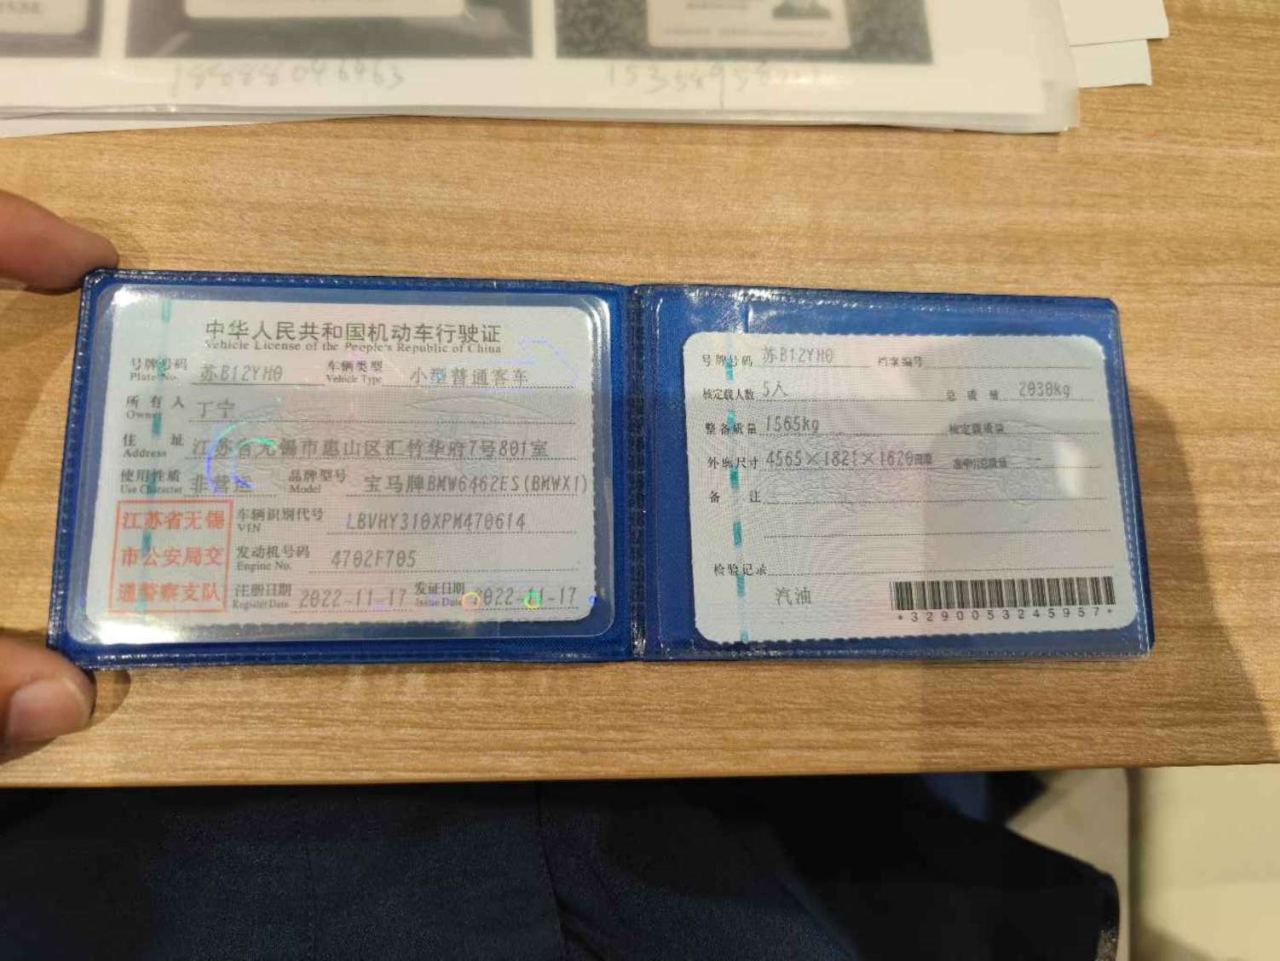 中华人民共和国机动车行驶证
Vehicle License of the People's Republic of China
号牌号码 Plate No. 苏B12YH0 车辆类型 Vehicle Type 小型普通客车
所有人 Owner 丁宁
住址 Address 江苏省无锡市惠山区汇竹华府7号801室
使用性质 Use Character 非营运 品牌型号 Model 宝马牌BMW6462ES(BMWX1)
江苏省无锡
市公安局交
通警察支队
车辆识别代号 VIN LBVHY310XPM470614
发动机号码 Engine No. 4702F705
注册日期 Register Date 2022-11-17 发证日期 Issue Date 2022-11-17
号牌号码 苏B12YH0 档案编号
核定载人数 5人 总质量 2030kg
整备质量 1565kg 核定载质量 --
外廓尺寸 4565×1821×1620mm --
备注
检验记录
汽油
*3290053245957*